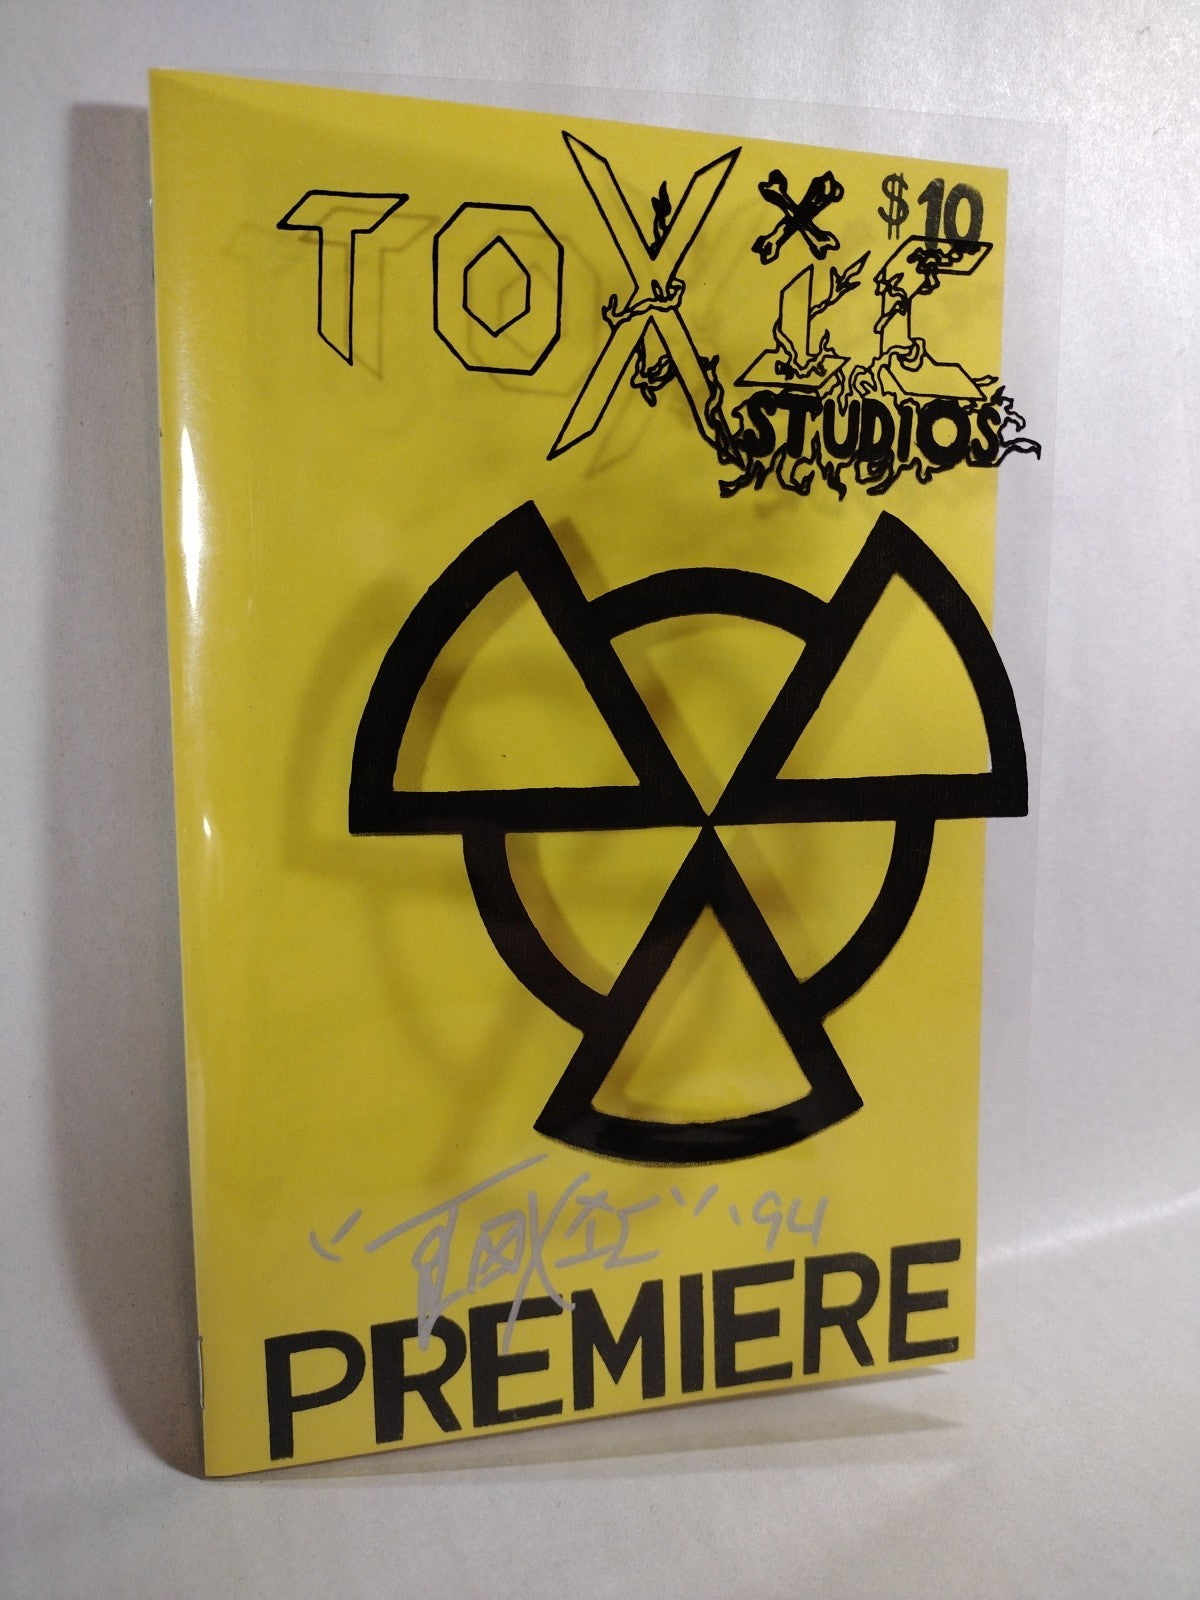 $10
TOXIC
STUDIOS
"TOXIC" '94
PREMIERE